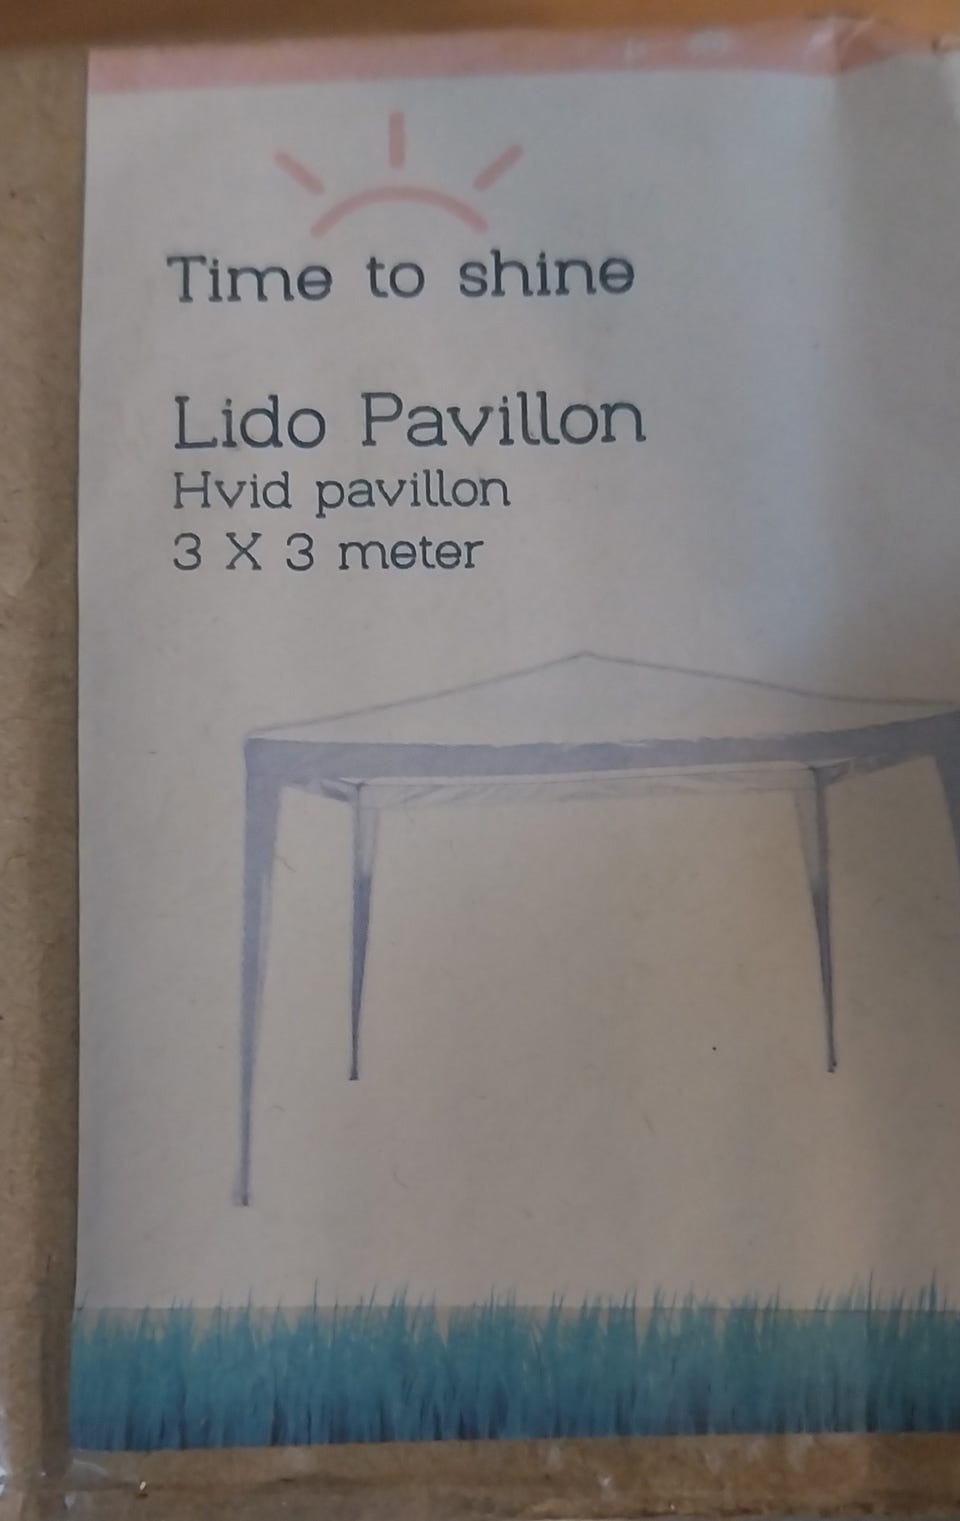 Time to shine
Lido Pavillon
Hvid pavillon
3 X 3 meter